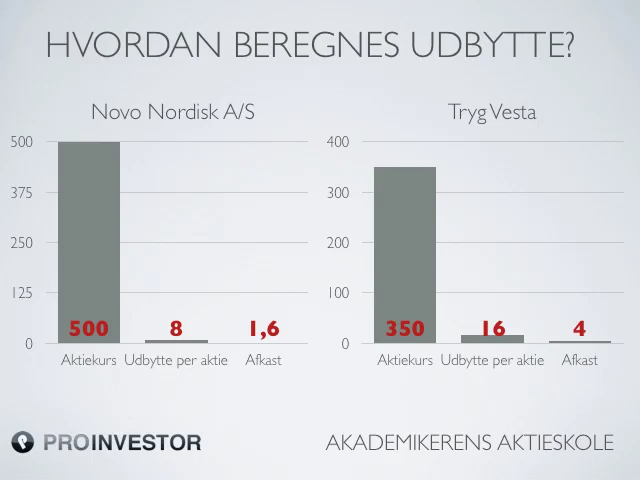 HVORDAN BEREGNES UDBYTTE?
Novo Nordisk A/S
500
375
250
125
0
500
8
1,6
Aktiekurs Udbytte per aktie Afkast
Tryg Vesta
400
300
200
100
0
350
16
4
Aktiekurs Udbytte per aktie Afkast
PROINVESTOR
AKADEMIKERENS AKTIESKOLE